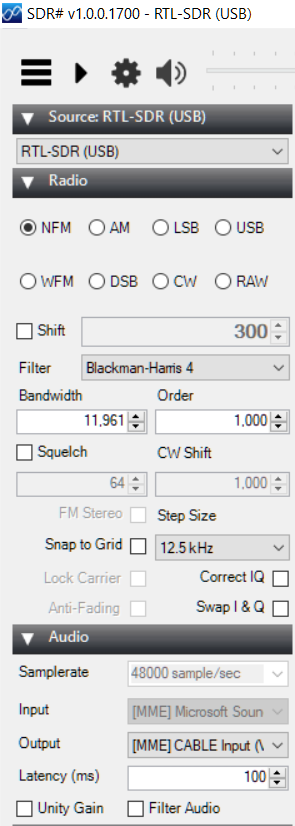 SDR# v1.0.0.1700 - RTL-SDR (USB)
Source: RTL-SDR (USB)
RTL-SDR (USB)
Radio
NFM AM LSB USB
WFM DSB CW RAW
Shift 300
Filter Blackman-Harris 4
Bandwidth Order
11,961 1,000
Squelch CW Shift
64 1,000
FM Stereo Step Size
Snap to Grid 12.5 kHz
Lock Carrier Correct IQ
Anti-Fading Swap I & Q
Audio
Samplerate 48000 sample/sec
Input [MME] Microsoft Soun
Output [MME] CABLE Input (V
Latency (ms) 100
Unity Gain Filter Audio